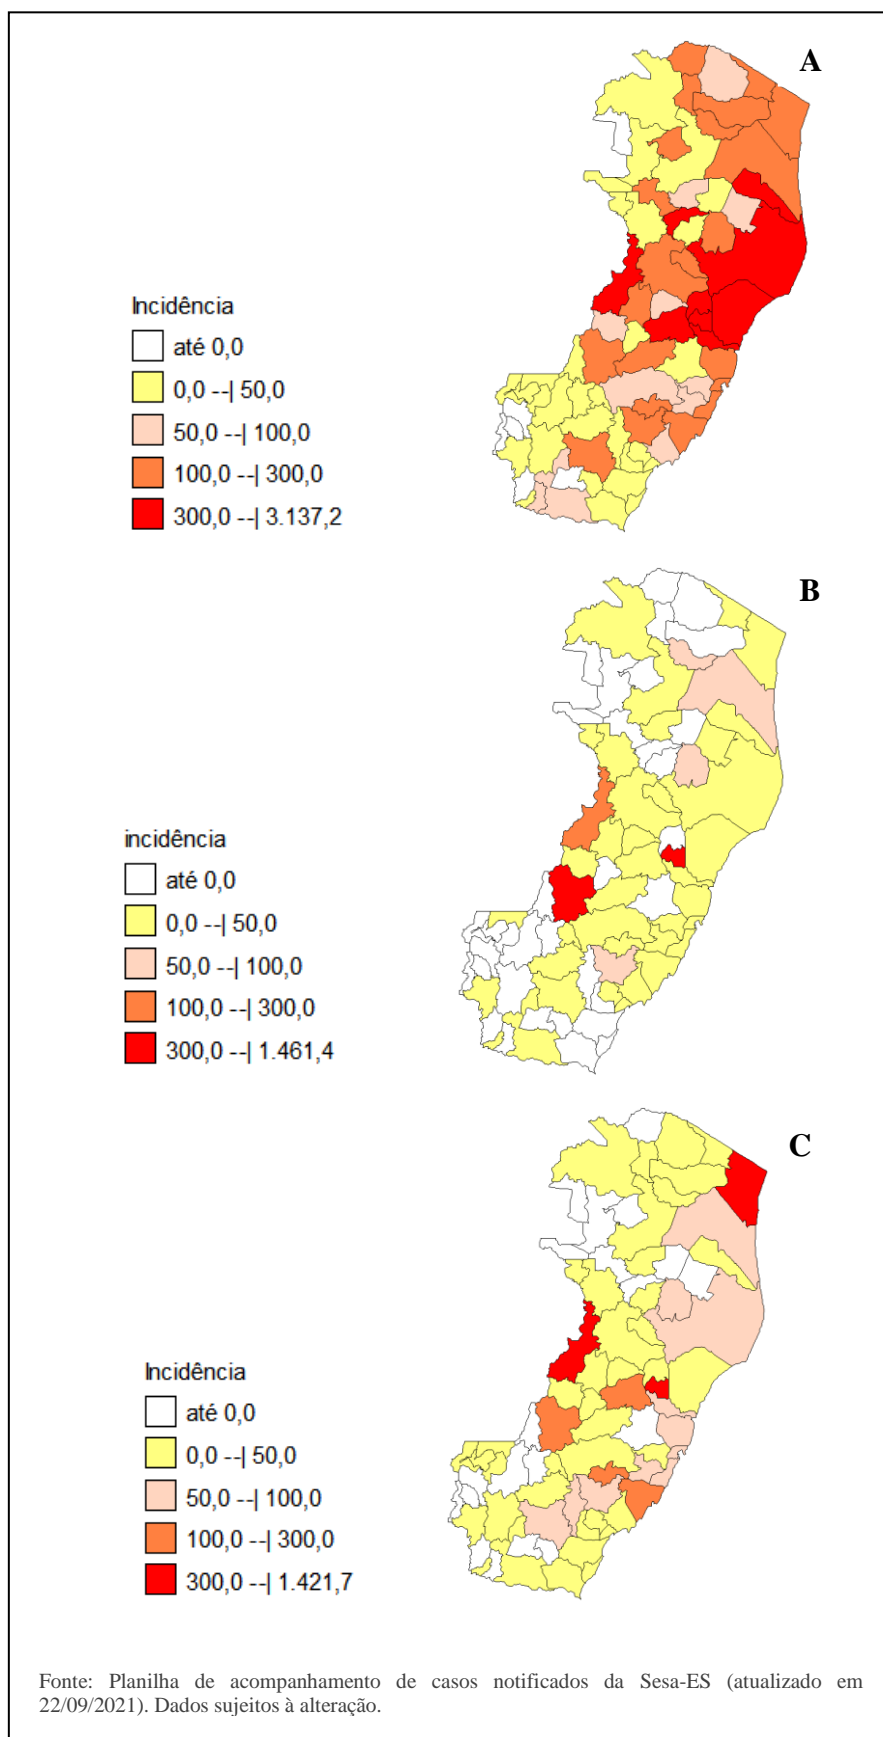 A
Incidência
até 0,0
0,0 --| 50,0
50,0 --| 100,0
100,0 --| 300,0
300,0 --| 3.137,2
B
incidência
até 0,0
0,0 --| 50,0
50,0 --| 100,0
100,0 --| 300,0
300,0 --| 1.461,4
C
Incidência
até 0,0
0,0 --| 50,0
50,0 --| 100,0
100,0 --| 300,0
300,0 --| 1.421,7
Fonte: Planilha de acompanhamento de casos notificados da Sesa-ES (atualizado em
22/09/2021). Dados sujeitos à alteração.